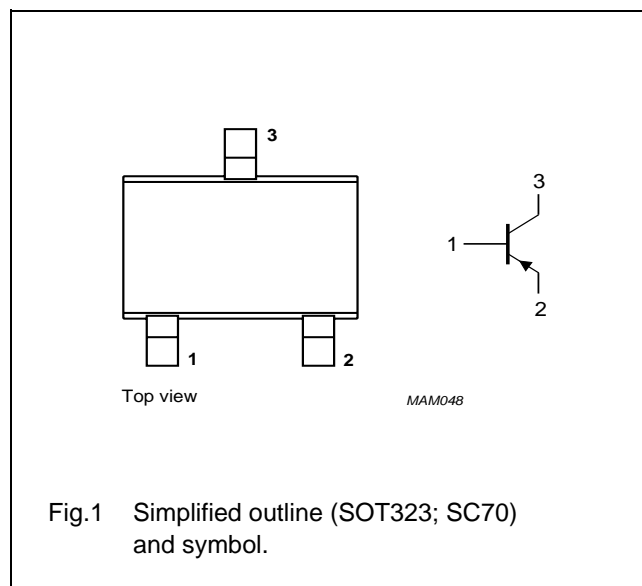 3
1
2
Top view
3
1
2
MAM048
Fig.1 Simplified outline (SOT323; SC70)
and symbol.